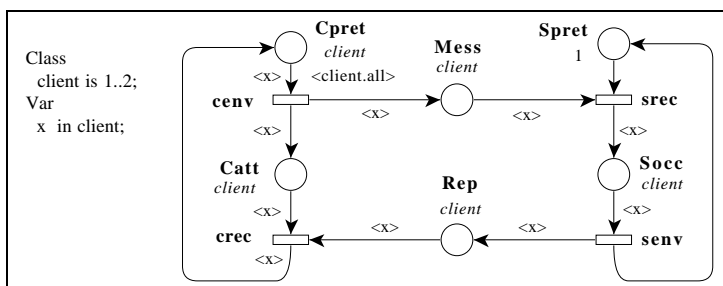 Class
client is 1..2;
Var
x in client;
Cpret
client
<client.all>
Mess
client
Spret
1
<x>
cenv
<x>
<x>
<x>
srec
<x>
Catt
client
<x>
Rep
client
Socc
client
<x>
crec
<x>
<x>
<x>
senv